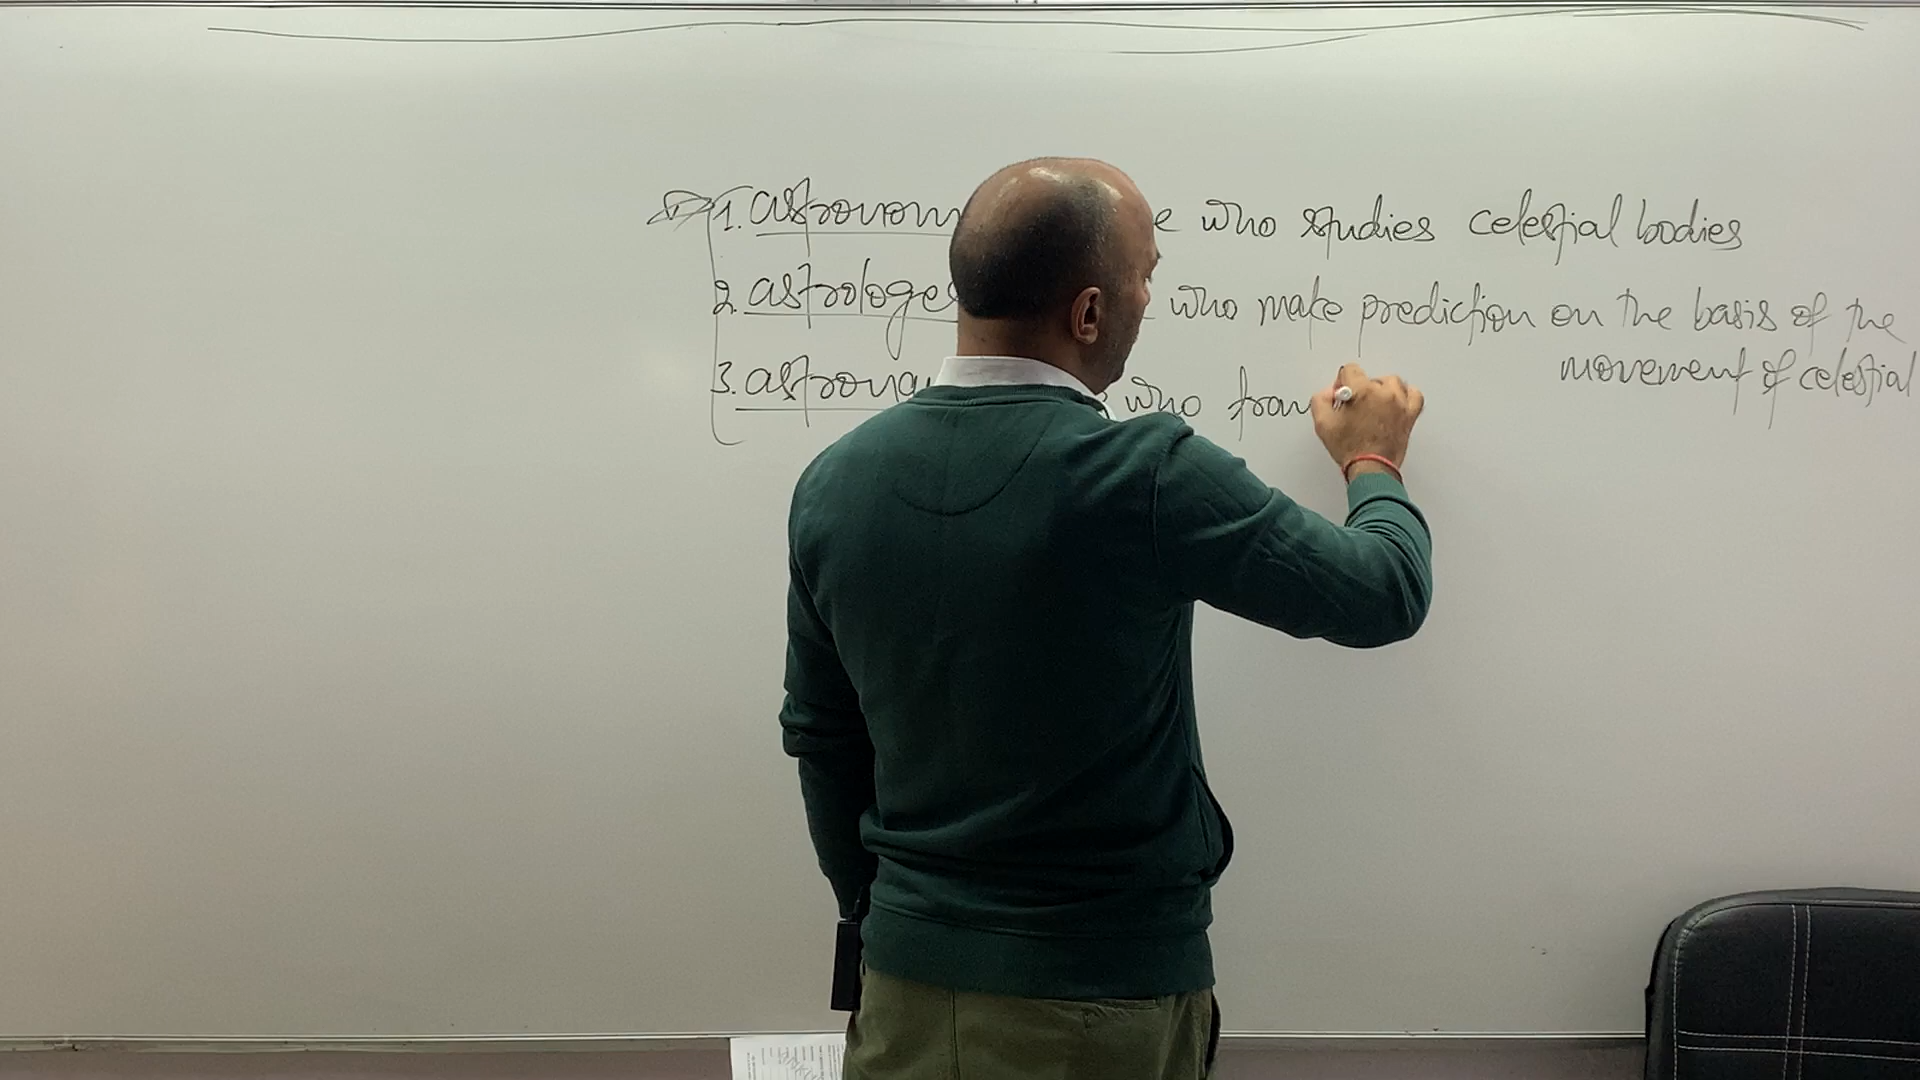 1. astronom e who studies celestial bodies
2. astrologe who make prediction on the basis of the
movement of celestial
3. astrona who tran